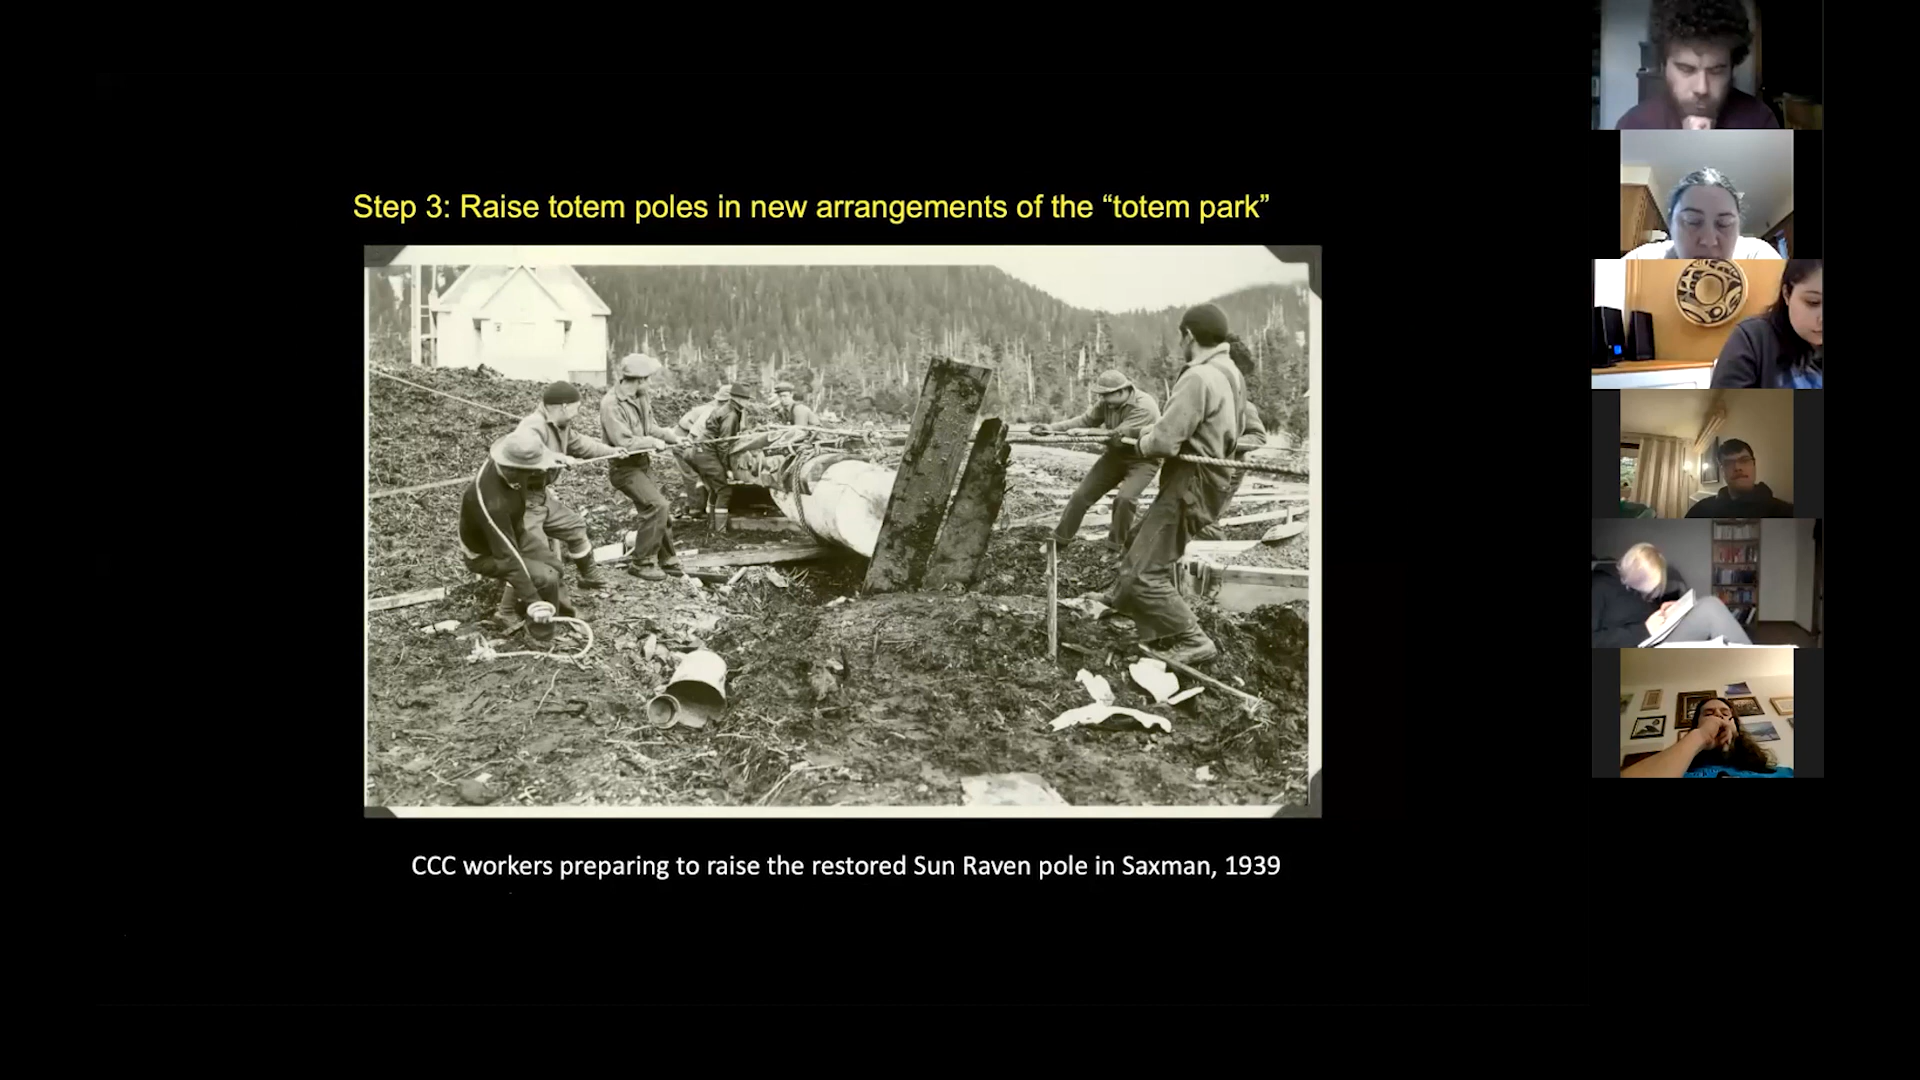 Step 3: Raise totem poles in new arrangements of the “totem park”
CCC workers preparing to raise the restored Sun Raven pole in Saxman, 1939